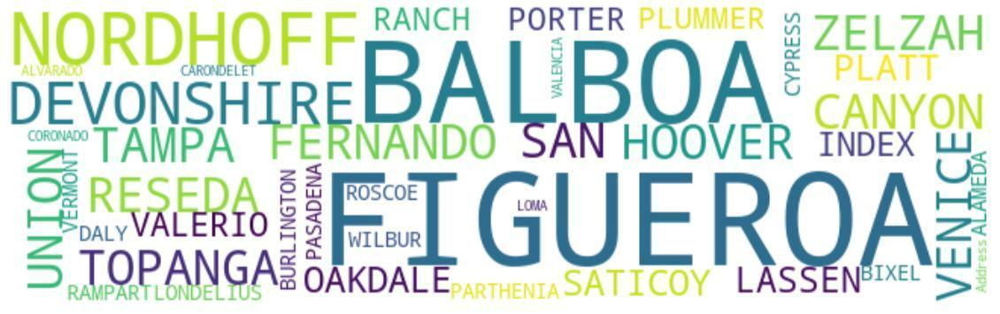 NORDHOFF
RANCH
PORTER
PLUMMER
ZELZAH
ALVARADO
CARONDELET
BALBOA
VALENCIA
CYPRESS
PLATT
DEVONSHIRE
CANYON
CORONADO
TAMPA
FERNANDO
SAN
HOOVER
INDEX
UNION
VERMONT
RESEDA
BURLINGTON
PASADENA
FIGUEROA
ROSCOE
LOMA
VENICE
ALAMEDA
DALY
VALERIO
WILBUR
TOPANGA
OAKDALE
LASSEN
BIXEL
Address
RAMPART
LONDELIUS
PARTHENIA
SATICOY